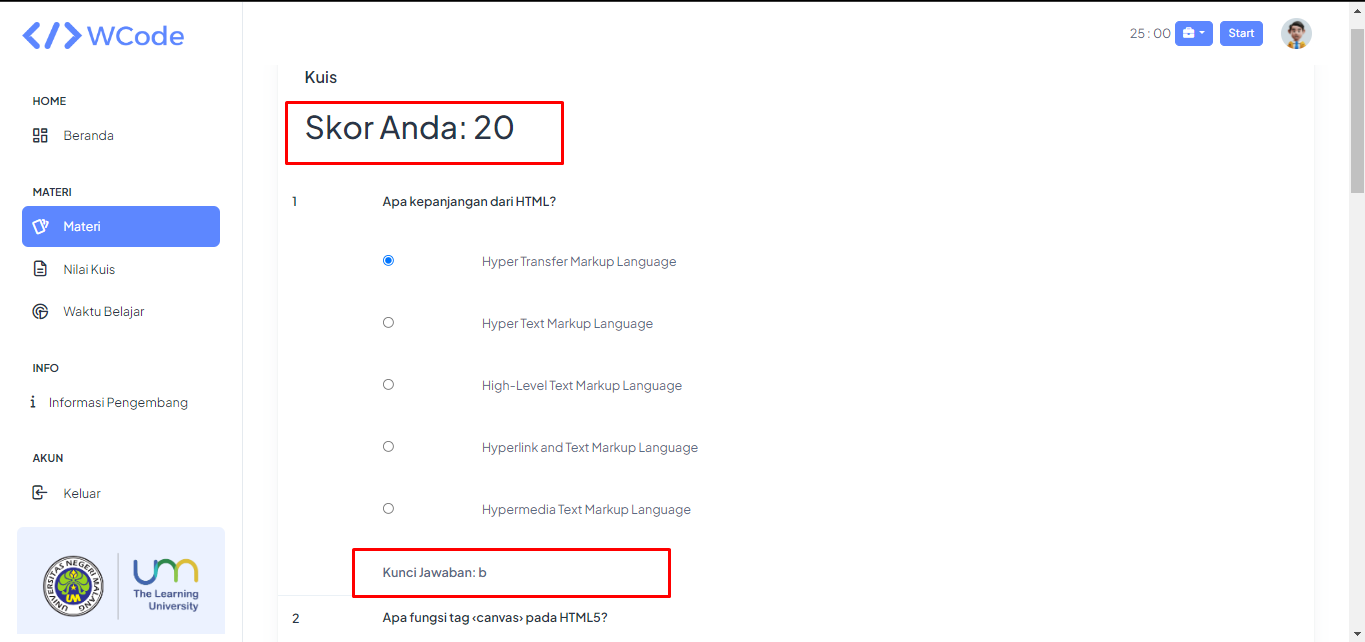 </> WCode
25 : 00
Start
HOME
Beranda
MATERI
Materi
Nilai Kuis
Waktu Belajar
INFO
Informasi Pengembang
AKUN
Keluar
UNIVERSITAS NEGERI MALANG
UM
um
The Learning
University
Kuis
Skor Anda: 20
1 Apa kepanjangan dari HTML?
Hyper Transfer Markup Language
Hyper Text Markup Language
High-Level Text Markup Language
Hyperlink and Text Markup Language
Hypermedia Text Markup Language
Kunci Jawaban: b
2 Apa fungsi tag <canvas> pada HTML5?